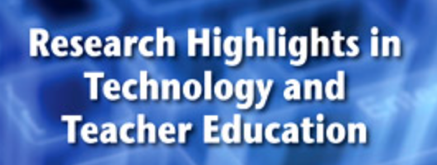 Research Highlights in
Technology and
Teacher Education